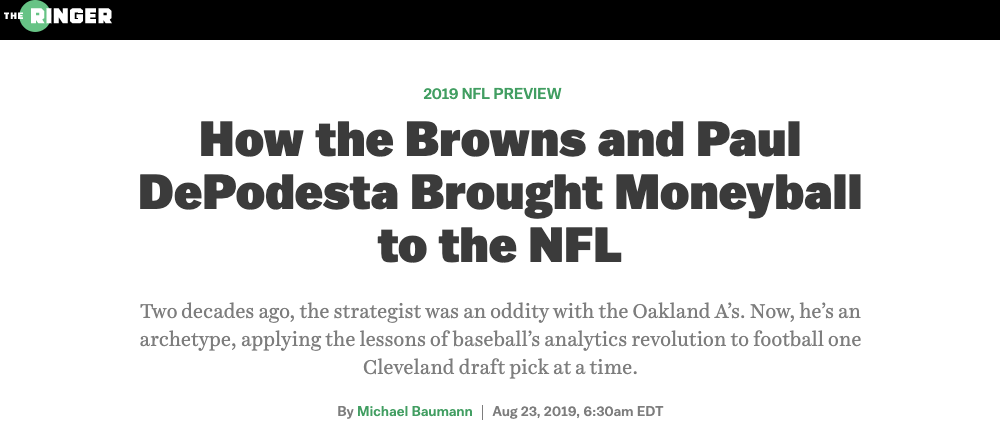 THE RINGER
2019 NFL PREVIEW
How the Browns and Paul
DePodesta Brought Moneyball
to the NFL
Two decades ago, the strategist was an oddity with the Oakland A’s. Now, he’s an
archetype, applying the lessons of baseball’s analytics revolution to football one
Cleveland draft pick at a time.
By Michael Baumann | Aug 23, 2019, 6:30am EDT